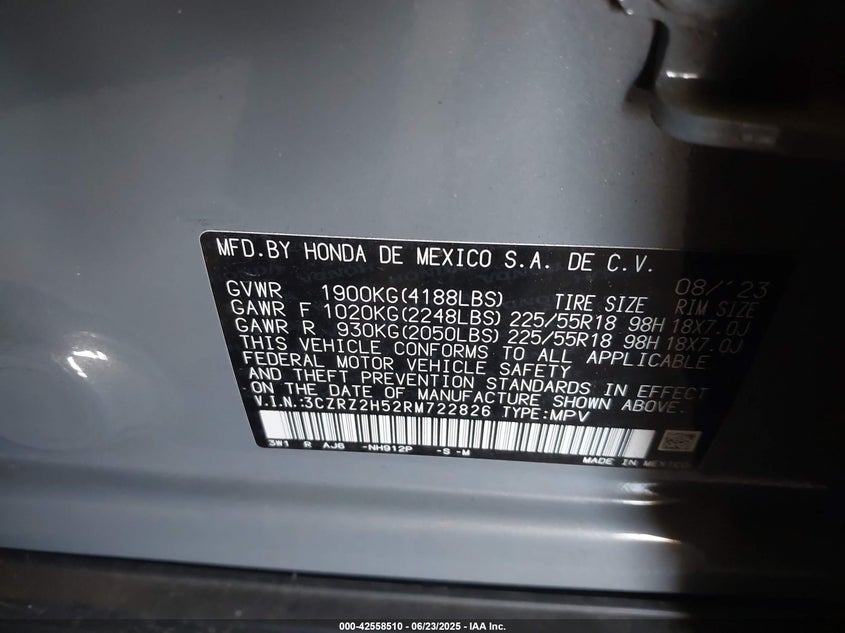 MFD.BY HONDA DE MEXICO S.A. DE C.V. 08/'23
GVWR 1900KG(4188LBS) TIRE SIZE RIM SIZE
GAWR F 1020KG(2248LBS) 225/55R18 98H 18X7.0J
GAWR R 930KG(2050LBS) 225/55R18 98H 18X7.0J
THIS VEHICLE CONFORMS TO ALL APPLICABLE
FEDERAL MOTOR VEHICLE SAFETY
AND THEFT PREVENTION STANDARDS IN EFFECT
ON THE DATE OF MANUFACTURE SHOWN ABOVE.
V.I.N.:3CZRZ2H52RM722826 TYPE:MPV
3W1 R AJ6 -NH912P -S -M
MADE IN MEXICO
000-42558510 - 06/23/2025 - IAA Inc.